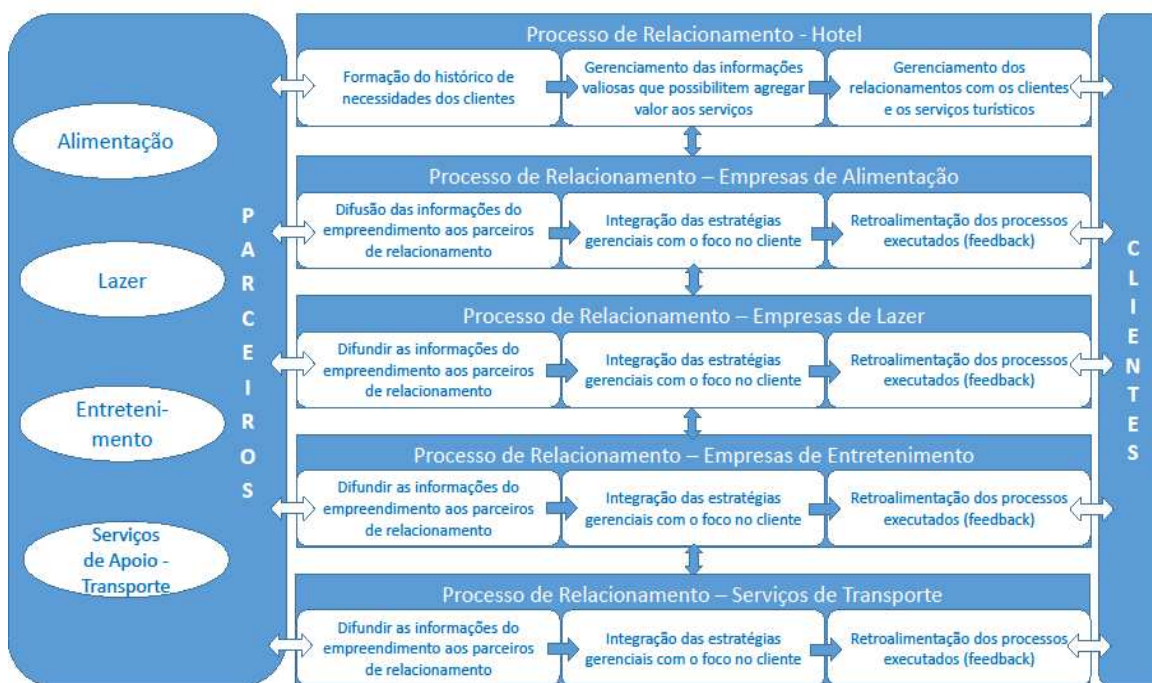 Alimentação
Lazer
Entreteni-
mento
Serviços
de Apoio -
Transporte
PARCEIROS
Processo de Relacionamento - Hotel
Formação do histórico de
necessidades dos clientes
Gerenciamento das informações
valiosas que possibilitem agregar
valor aos serviços
Gerenciamento dos
relacionamentos com os clientes
e os serviços turísticos
Processo de Relacionamento – Empresas de Alimentação
Difusão das informações do
empreendimento aos parceiros
de relacionamento
Integração das estratégias
gerenciais com o foco no cliente
Retroalimentação dos processos
executados (feedback)
Processo de Relacionamento – Empresas de Lazer
Difundir as informações do
empreendimento aos parceiros
de relacionamento
Integração das estratégias
gerenciais com o foco no cliente
Retroalimentação dos processos
executados (feedback)
Processo de Relacionamento – Empresas de Entretenimento
Difundir as informações do
empreendimento aos parceiros
de relacionamento
Integração das estratégias
gerenciais com o foco no cliente
Retroalimentação dos processos
executados (feedback)
Processo de Relacionamento – Serviços de Transporte
Difundir as informações do
empreendimento aos parceiros
de relacionamento
Integração das estratégias
gerenciais com o foco no cliente
Retroalimentação dos processos
executados (feedback)
CLIENTES